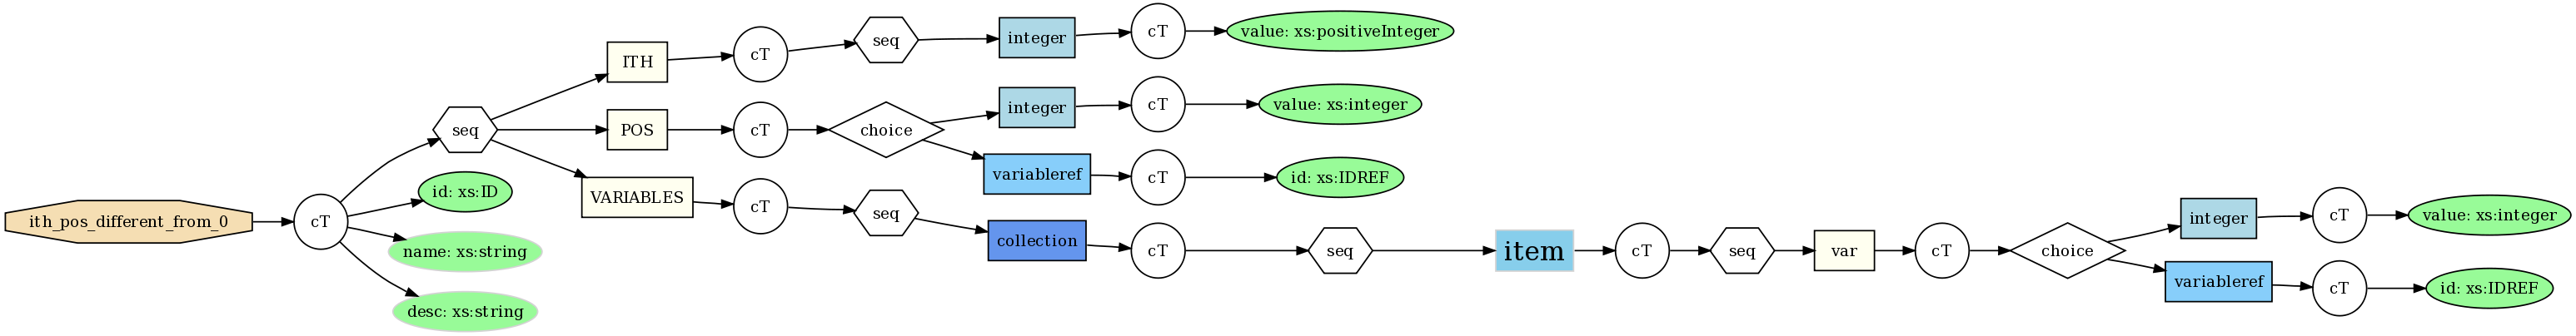 ith_pos_different_from_0
cT
seq
id: xs:ID
name: xs:string
desc: xs:string
ITH
cT
seq
integer
cT
value: xs:positiveInteger
POS
cT
choice
integer
cT
value: xs:integer
variableref
cT
id: xs:IDREF
VARIABLES
cT
seq
collection
cT
seq
item
cT
seq
var
cT
choice
integer
cT
value: xs:integer
variableref
cT
id: xs:IDREF